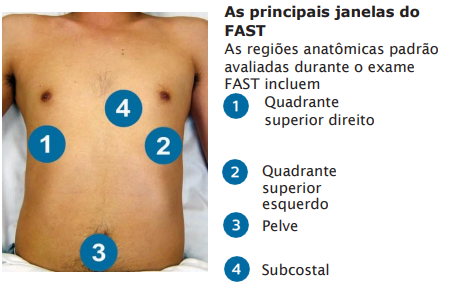 As principais janelas do
FAST
As regiões anatômicas padrão
avaliadas durante o exame
FAST incluem
1 Quadrante
superior direito
2 Quadrante
superior
esquerdo
3 Pelve
4 Subcostal
4
1
2
3